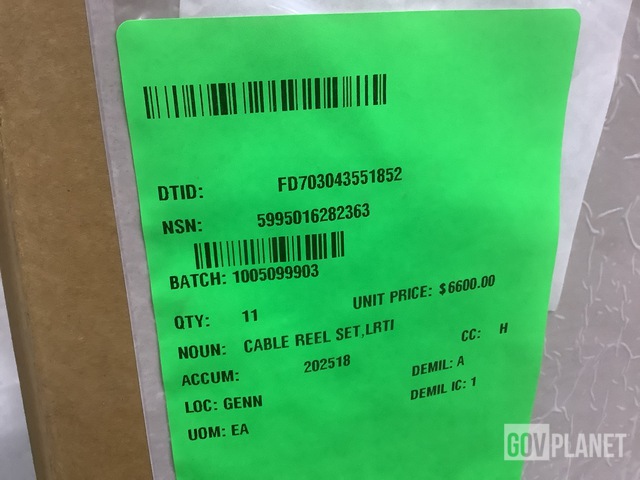 DTID: FD703043551852
NSN: 5995016282363
BATCH: 1005099903
QTY: 11 UNIT PRICE: $6600.00
NOUN: CABLE REEL SET,LRTI CC: H
ACCUM: 202518 DEMIL: A
LOC: GENN DEMIL IC: 1
UOM: EA
GOVPLANET